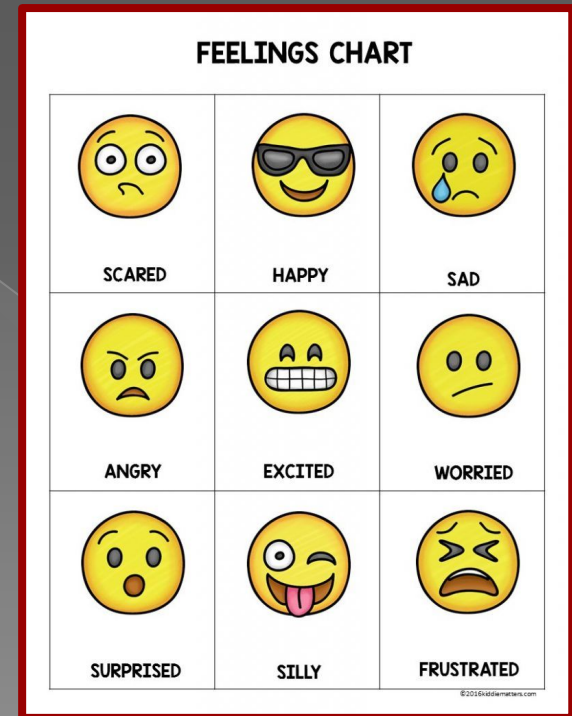 FEELINGS CHART
SCARED
HAPPY
SAD
ANGRY
EXCITED
WORRIED
SURPRISED
SILLY
FRUSTRATED
©2016kiddiematters.com